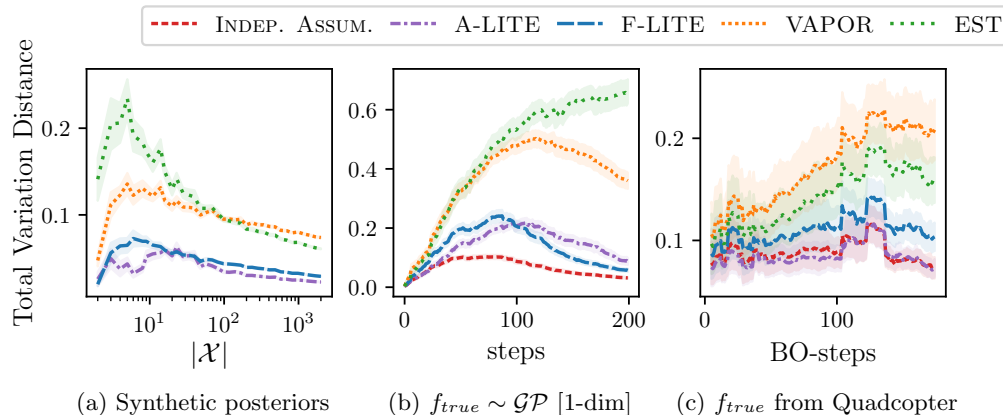 INDEP. ASSUM. A-LITE F-LITE VAPOR EST
Total Variation Distance
0.2
0.1
10¹ 10² 10³
|𝒳|
0.6
0.4
0.2
0.0
0 100 200
steps
0.2
0.1
0 100
BO-steps
(a) Synthetic posteriors (b) f_true ∼ 𝒢𝒫 [1-dim] (c) f_true from Quadcopter